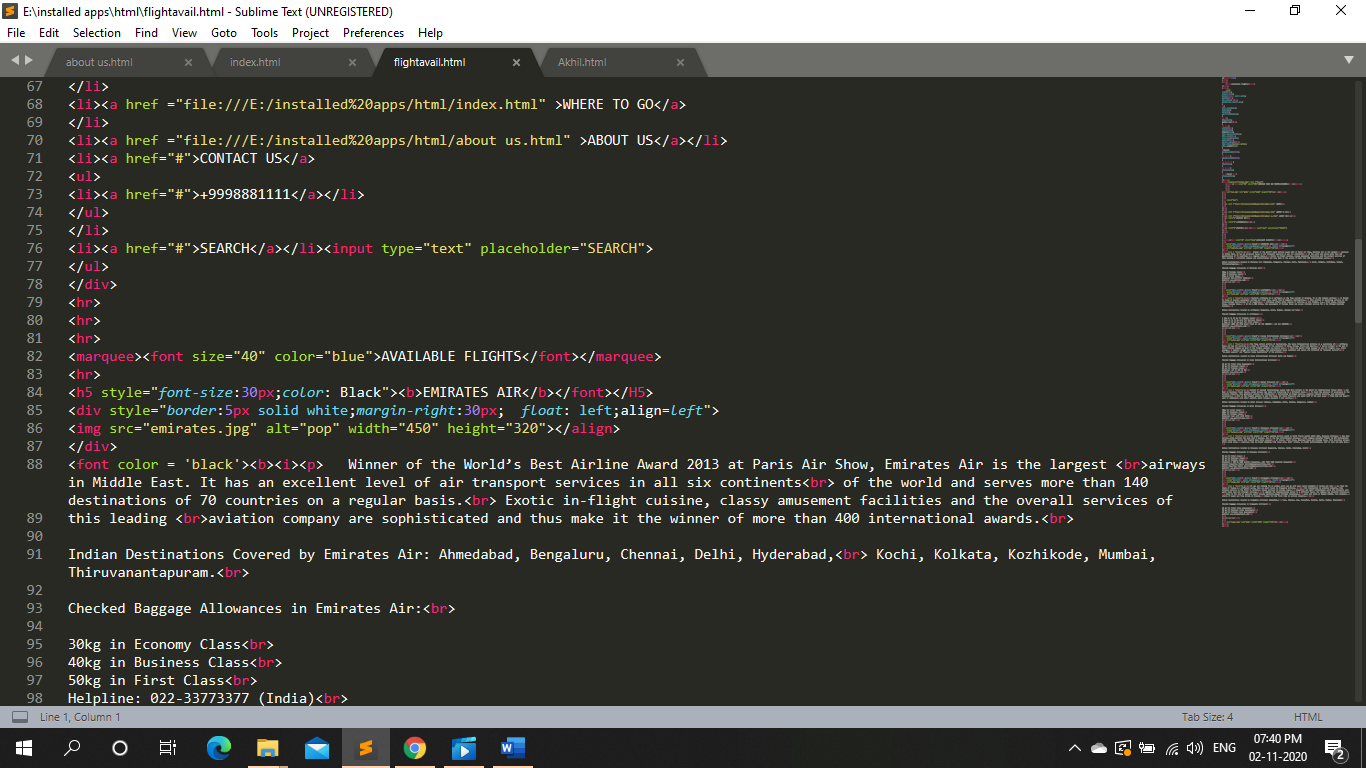 E:\installed apps\html\flightavail.html - Sublime Text (UNREGISTERED)
File Edit Selection Find View Goto Tools Project Preferences Help
about us.html index.html flightavail.html Akhil.html
67 </li>
68 <li><a href ="file:///E:/installed%20apps/html/index.html" >WHERE TO GO</a>
69 </li>
70 <li><a href ="file:///E:/installed%20apps/html/about us.html" >ABOUT US</a></li>
71 <li><a href="#">CONTACT US</a>
72 <ul>
73 <li><a href="#">+9998881111</a></li>
74 </ul>
75 </li>
76 <li><a href="#">SEARCH</a></li><input type="text" placeholder="SEARCH">
77 </ul>
78 </div>
79 <hr>
80 <hr>
81 <hr>
82 <marquee><font size="40" color="blue">AVAILABLE FLIGHTS</font></marquee>
83 <hr>
84 <h5 style="font-size:30px;color: Black"><b>EMIRATES AIR</b></font></H5>
85 <div style="border:5px solid white;margin-right:30px;  float: left;align=left">
86 <img src="emirates.jpg" alt="pop" width="450" height="320"></align>
87 </div>
88 <font color = 'black'><b><i><p>   Winner of the World’s Best Airline Award 2013 at Paris Air Show, Emirates Air is the largest <br>airways
in Middle East. It has an excellent level of air transport services in all six continents<br> of the world and serves more than 140
destinations of 70 countries on a regular basis.<br> Exotic in-flight cuisine, classy amusement facilities and the overall services of
89 this leading <br>aviation company are sophisticated and thus make it the winner of more than 400 international awards.<br>
90
91 Indian Destinations Covered by Emirates Air: Ahmedabad, Bengaluru, Chennai, Delhi, Hyderabad,<br> Kochi, Kolkata, Kozhikode, Mumbai,
Thiruvanantapuram.<br>
92
93 Checked Baggage Allowances in Emirates Air:<br>
94
95 30kg in Economy Class<br>
96 40kg in Business Class<br>
97 50kg in First Class<br>
98 Helpline: 022-33773377 (India)<br>
Line 1, Column 1 Tab Size: 4 HTML
ENG 07:40 PM
02-11-2020 2